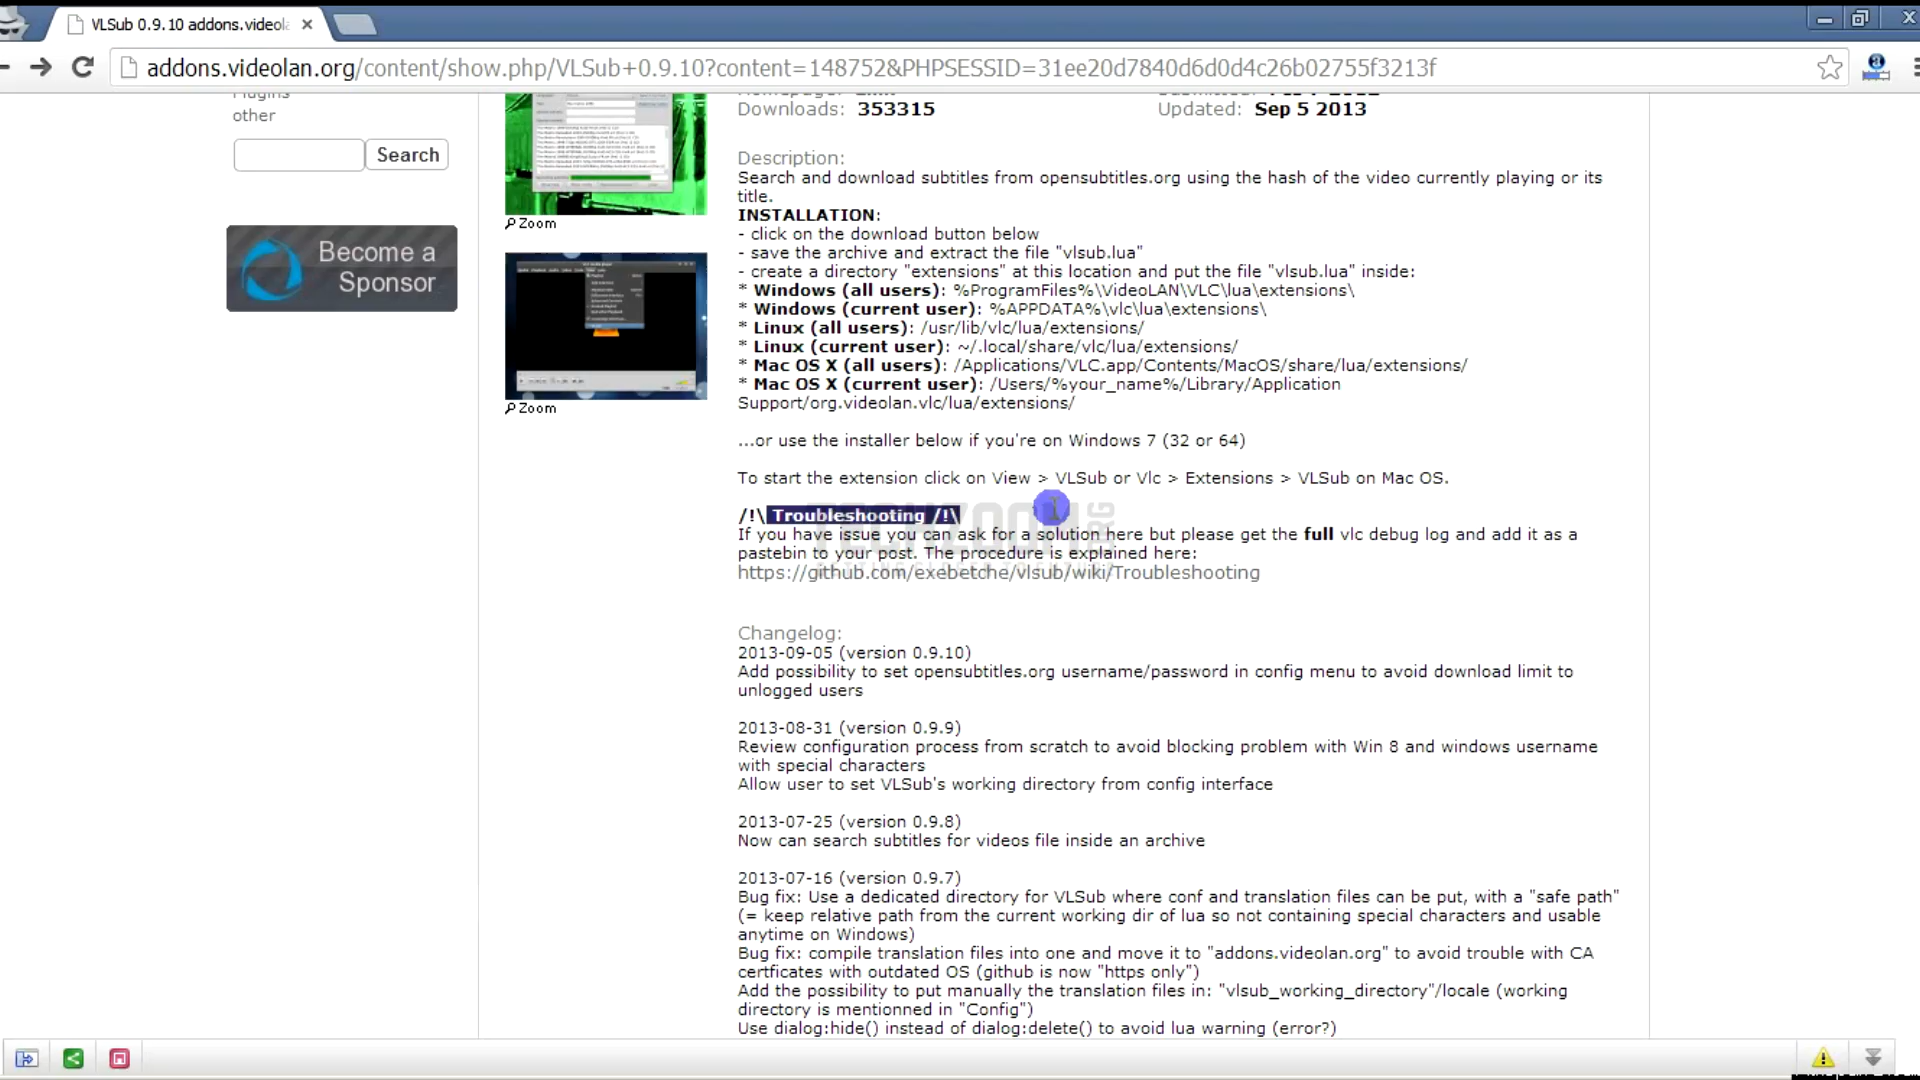 VLSub 0.9.10 addons.videola
addons.videolan.org/content/show.php/VLSub+0.9.10?content=148752&PHPSESSID=31ee20d7840d6d0d4c26b02755f3213f
Plugins
other
Search
Become a
Sponsor
Zoom
Zoom
Downloads: 353315
Updated: Sep 5 2013
Description:
Search and download subtitles from opensubtitles.org using the hash of the video currently playing or its
title.
INSTALLATION:
- click on the download button below
- save the archive and extract the file "vlsub.lua"
- create a directory "extensions" at this location and put the file "vlsub.lua" inside:
* Windows (all users): %ProgramFiles%\VideoLAN\VLC\lua\extensions\
* Windows (current user): %APPDATA%\vlc\lua\extensions\
* Linux (all users): /usr/lib/vlc/lua/extensions/
* Linux (current user): ~/.local/share/vlc/lua/extensions/
* Mac OS X (all users): /Applications/VLC.app/Contents/MacOS/share/lua/extensions/
* Mac OS X (current user): /Users/%your_name%/Library/Application
Support/org.videolan.vlc/lua/extensions/
...or use the installer below if you're on Windows 7 (32 or 64)
To start the extension click on View > VLSub or Vlc > Extensions > VLSub on Mac OS.
/!\ Troubleshooting /!\
If you have issue you can ask for a solution here but please get the full vlc debug log and add it as a
pastebin to your post. The procedure is explained here:
https://github.com/exebetche/vlsub/wiki/Troubleshooting
TECHZOOM.ORG
Changelog:
2013-09-05 (version 0.9.10)
Add possibility to set opensubtitles.org username/password in config menu to avoid download limit to
unlogged users
2013-08-31 (version 0.9.9)
Review configuration process from scratch to avoid blocking problem with Win 8 and windows username
with special characters
Allow user to set VLSub's working directory from config interface
2013-07-25 (version 0.9.8)
Now can search subtitles for videos file inside an archive
2013-07-16 (version 0.9.7)
Bug fix: Use a dedicated directory for VLSub where conf and translation files can be put, with a "safe path"
(= keep relative path from the current working dir of lua so not containing special characters and usable
anytime on Windows)
Bug fix: compile translation files into one and move it to "addons.videolan.org" to avoid trouble with CA
certficates with outdated OS (github is now "https only")
Add the possibility to put manually the translation files in: "vlsub_working_directory"/locale (working
directory is mentionned in "Config")
Use dialog:hide() instead of dialog:delete() to avoid lua warning (error?)